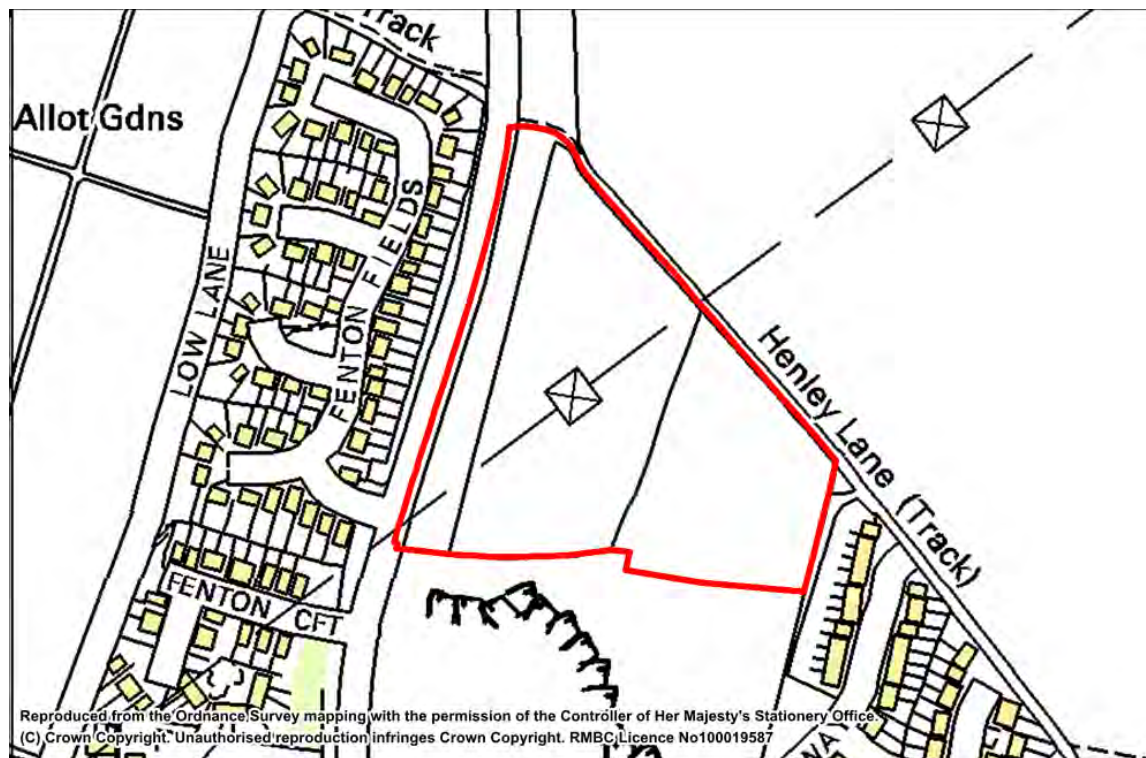 Track
Allot Gdns
LOW LANE
FENTON FIELDS
Henley Lane (Track)
FENTON CFT
Reproduced from the Ordnance Survey mapping with the permission of the Controller of Her Majesty's Stationery Office.
(C) Crown Copyright. Unauthorised reproduction infringes Crown Copyright. RMBC Licence No100019587